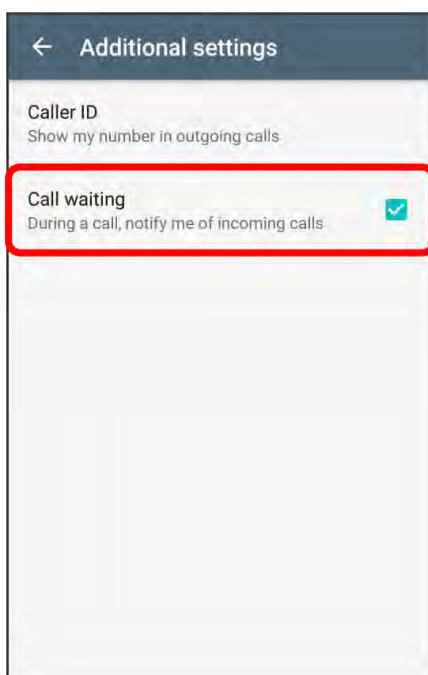 Additional settings
Caller ID
Show my number in outgoing calls
Call waiting
During a call, notify me of incoming calls